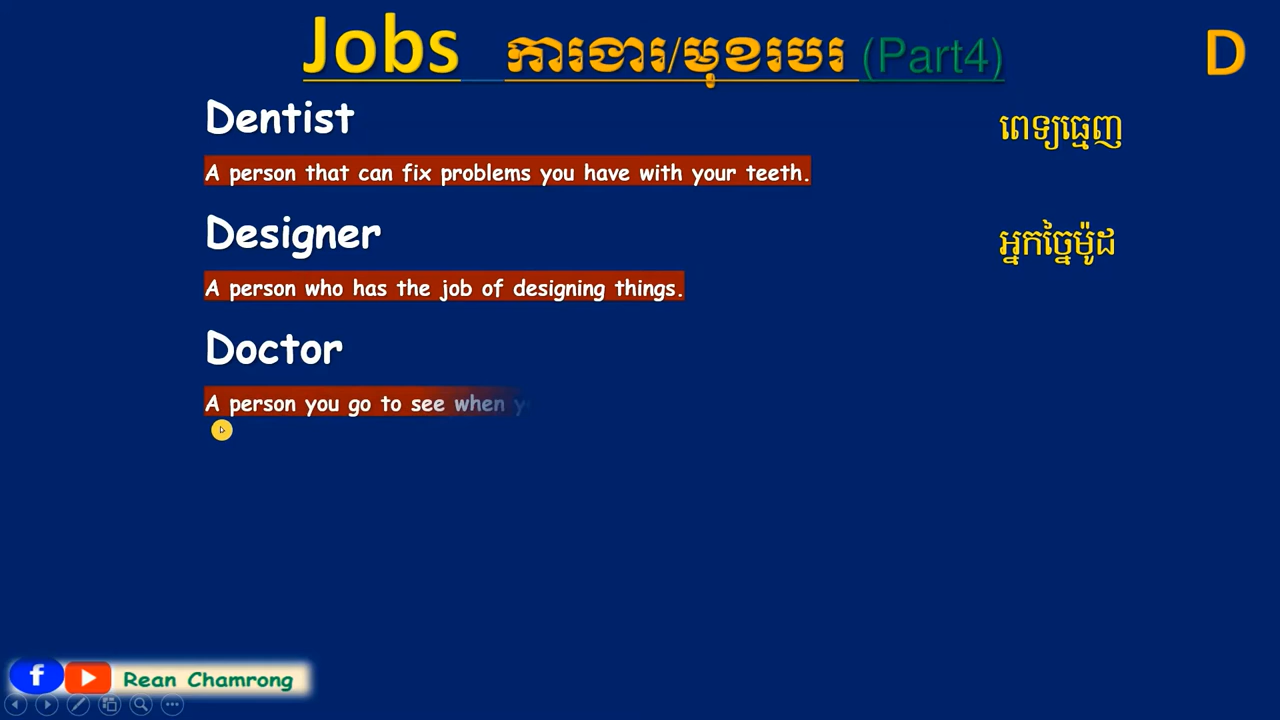 Jobs ការងារ/មុខរបរ (Part4) D
Dentist ពេទ្យធ្មេញ
A person that can fix problems you have with your teeth.
Designer អ្នកច្នៃម៉ូដ
A person who has the job of designing things.
Doctor
A person you go to see when
Rean Chamrong